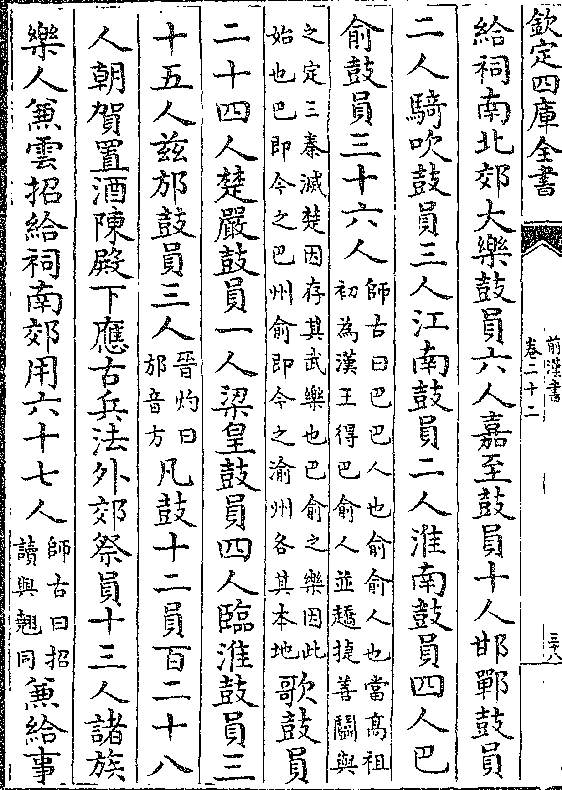 欽定四庫全書
前漢書
卷二十二
三十八
給祠南北郊大樂鼓員六人嘉至鼓員十人邯鄲鼓員
二人騎吹鼓員三人江南鼓員二人淮南鼓員四人巴
俞鼓員三十六人師古曰巴巴人也俞俞人也當髙祖初為漢王得巴俞人並趫捷善鬭與
之定三秦滅楚因存其武樂也巴俞之樂因此始也巴即今之巴州俞即今之渝州各其本地歌鼓員
二十四人楚嚴鼓員一人梁皇鼓員四人臨淮鼓員三
十五人兹邡鼓員三人晉灼曰邡音方凡鼓十二員百二十八
人朝賀置酒陳殿下應古兵法外郊祭員十三人諸族
樂人兼雲招給祠南郊用六十七人師古曰招讀與翹同兼給事